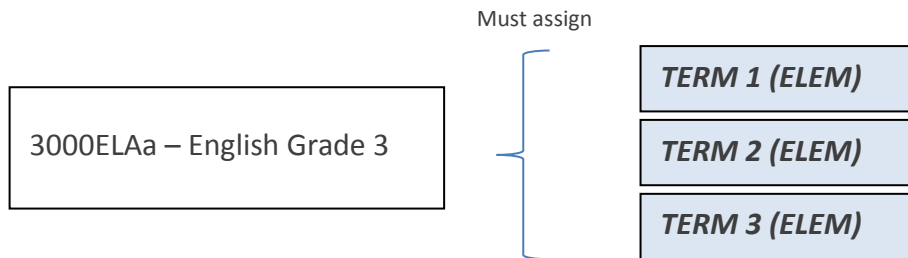 Must assign
3000ELAa – English Grade 3
TERM 1 (ELEM)
TERM 2 (ELEM)
TERM 3 (ELEM)